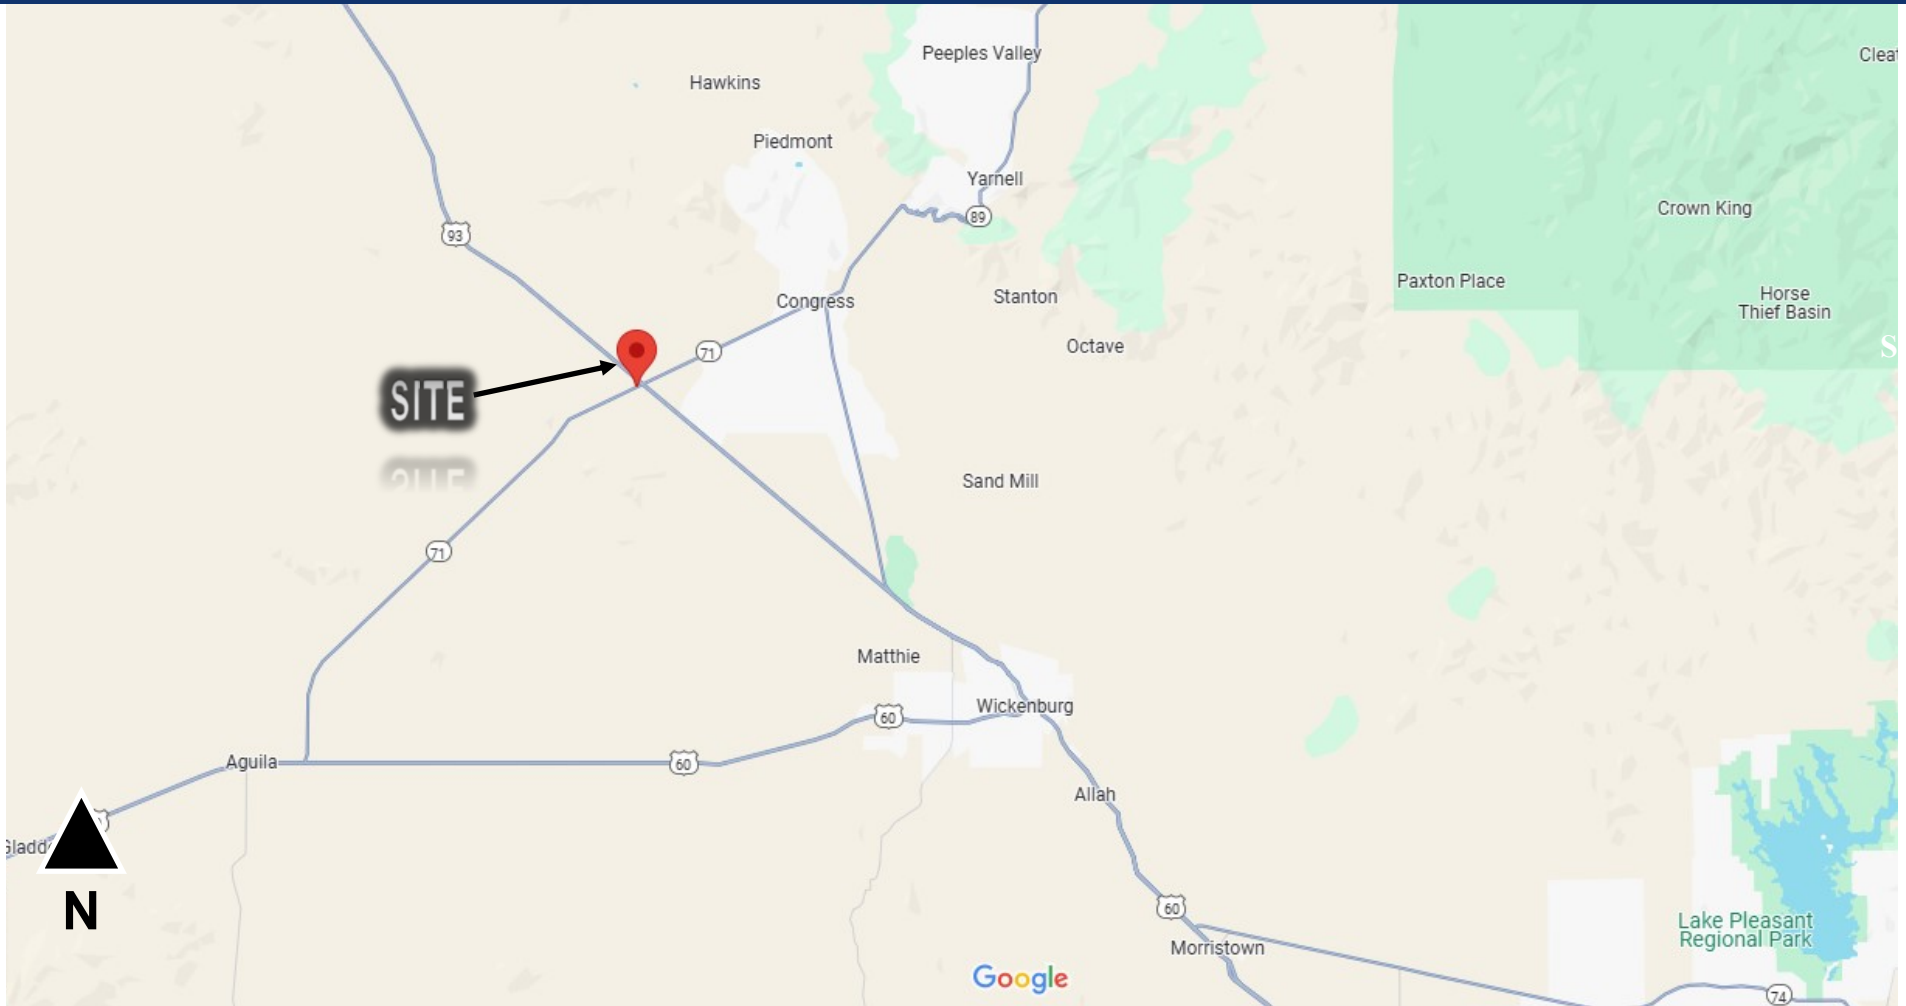 Peeples Valley
Hawkins
Piedmont
Yarnell
89
93
Crown King
Paxton Place
Horse
Thief Basin
Congress
Stanton
Octave
S
71
SITE
Sand Mill
71
Matthie
Wickenburg
60
60
Aguila
Allah
N
60
Morristown
Lake Pleasant
Regional Park
Google
74